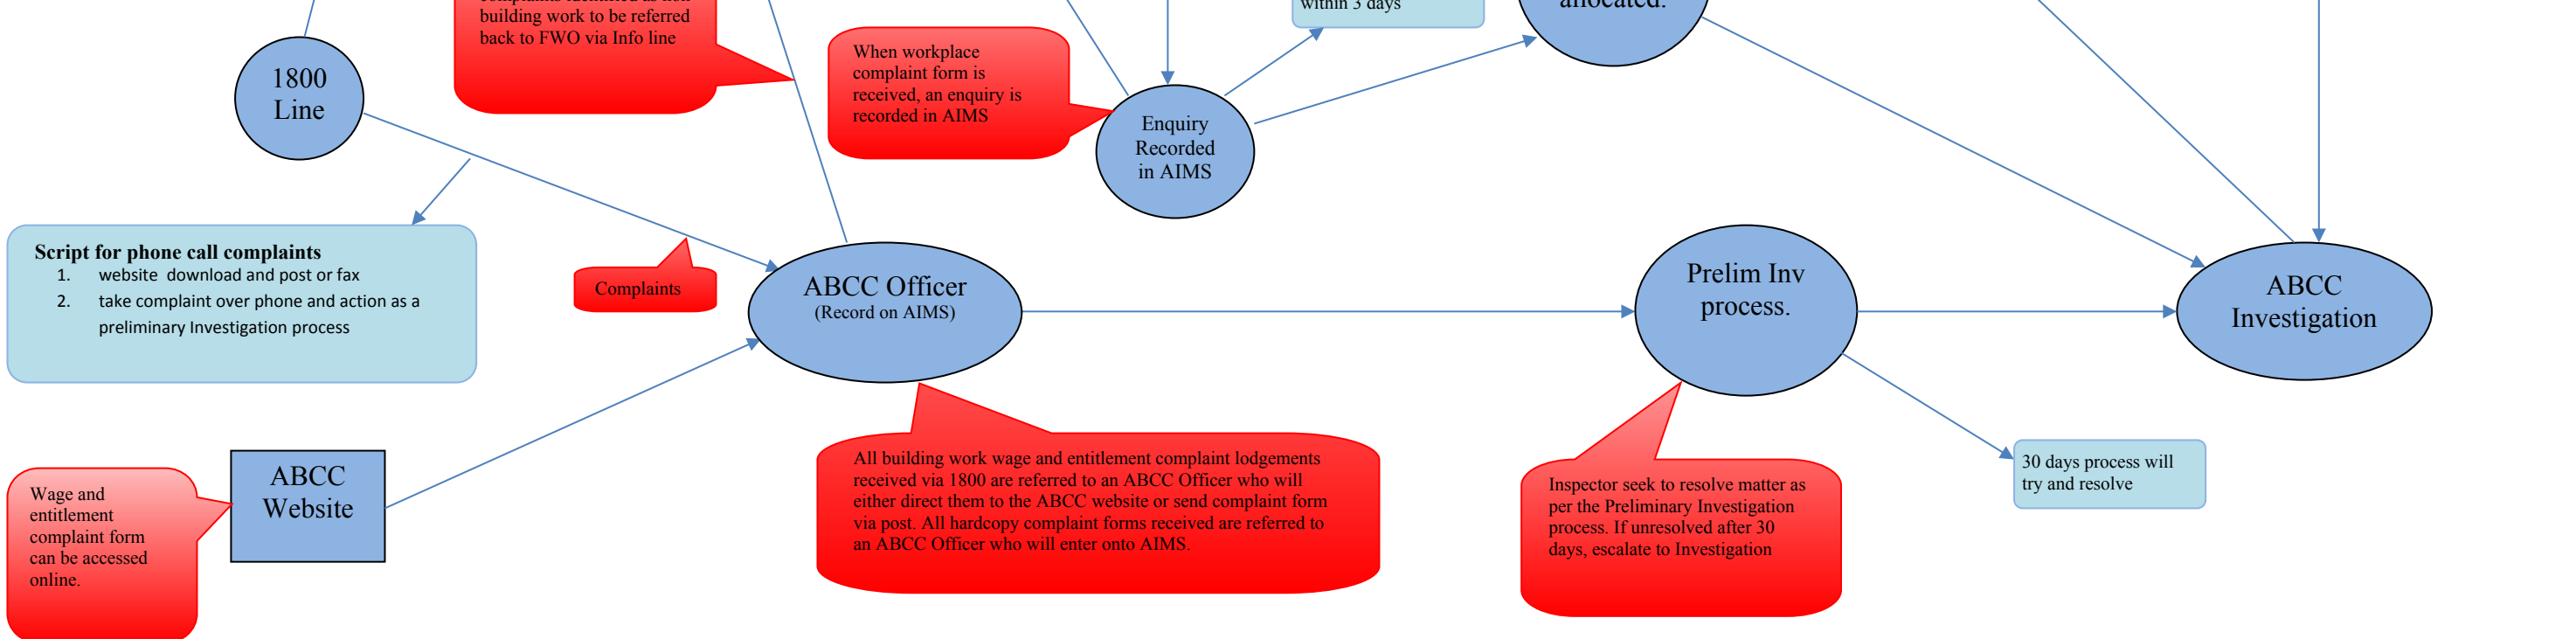 complaints identified as non
building work to be referred
back to FWO via Info line
within 3 days
allocated.
1800
Line
When workplace
complaint form is
received, an enquiry is
recorded in AIMS
Enquiry
Recorded
in AIMS
Script for phone call complaints
1. website download and post or fax
2. take complaint over phone and action as a
preliminary Investigation process
Complaints
ABCC Officer
(Record on AIMS)
Prelim Inv
process.
ABCC
Investigation
Wage and
entitlement
complaint form
can be accessed
online.
ABCC
Website
All building work wage and entitlement complaint lodgements
received via 1800 are referred to an ABCC Officer who will
either direct them to the ABCC website or send complaint form
via post. All hardcopy complaint forms received are referred to
an ABCC Officer who will enter onto AIMS.
Inspector seek to resolve matter as
per the Preliminary Investigation
process. If unresolved after 30
days, escalate to Investigation
30 days process will
try and resolve